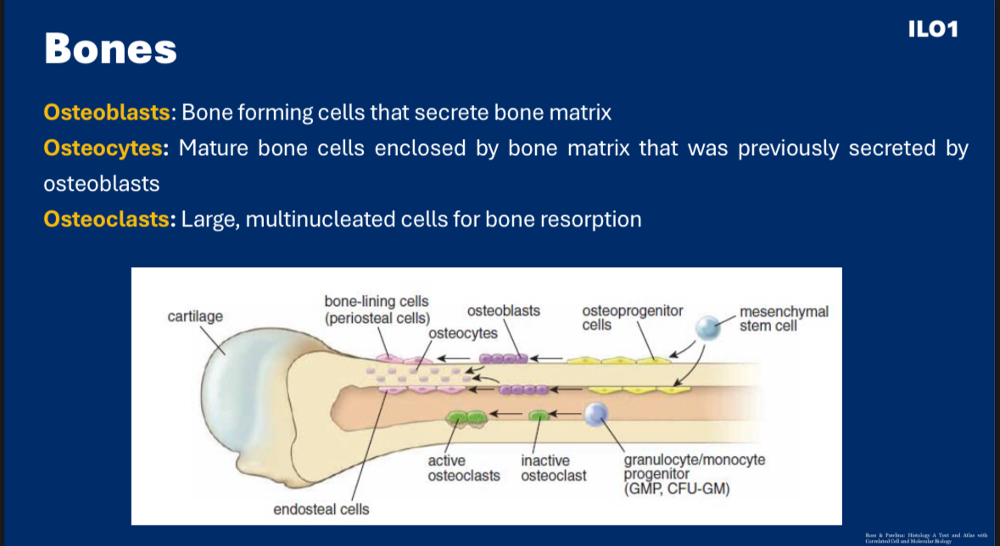 ILO1
Bones
Osteoblasts: Bone forming cells that secrete bone matrix
Osteocytes: Mature bone cells enclosed by bone matrix that was previously secreted by
osteoblasts
Osteoclasts: Large, multinucleated cells for bone resorption
cartilage
bone-lining cells
(periosteal cells)
osteocytes
osteoblasts
osteoprogenitor
cells
mesenchymal
stem cell
active
osteoclasts
inactive
osteoclast
granulocyte/monocyte
progenitor
(GMP, CFU-GM)
endosteal cells
Ross & Pawlina: Histology A Text and Atlas with
Correlated Cell and Molecular Biology